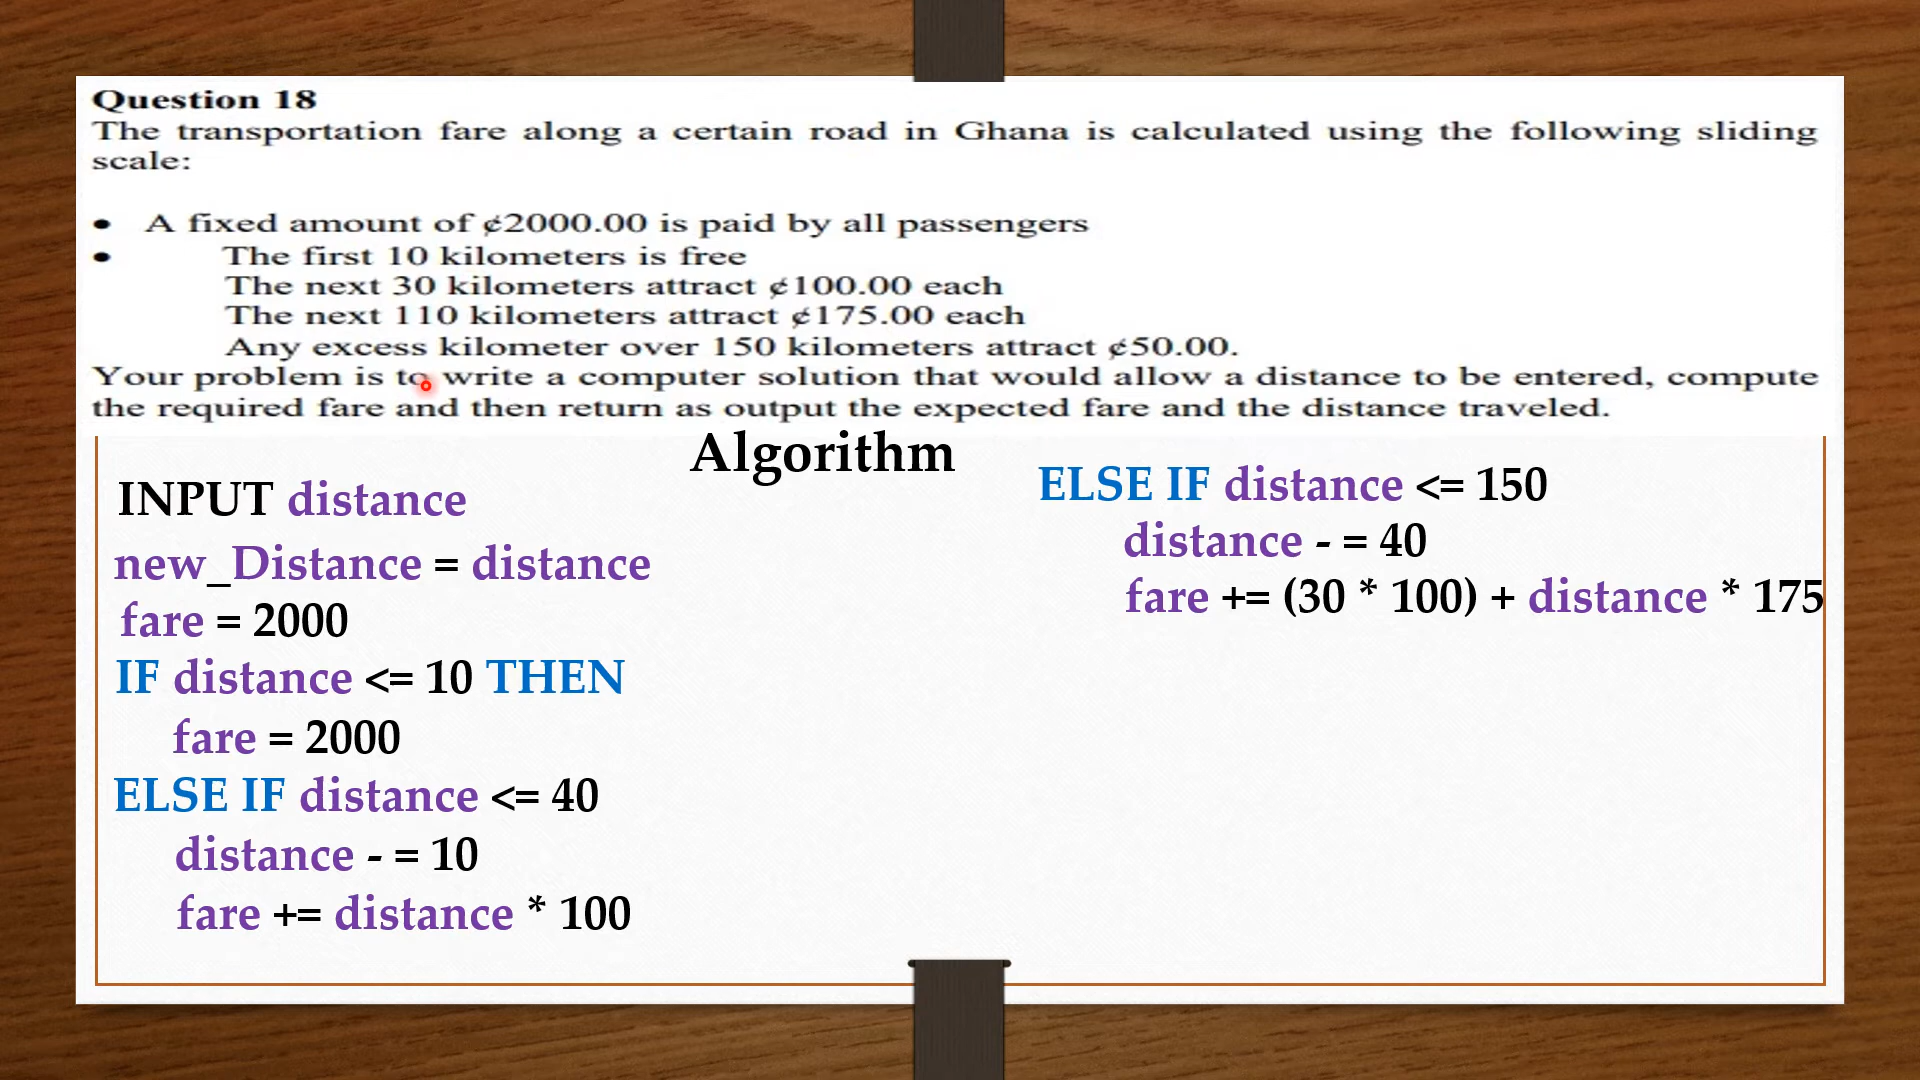 Question 18
The transportation fare along a certain road in Ghana is calculated using the following sliding
scale:
• A fixed amount of ¢2000.00 is paid by all passengers
• The first 10 kilometers is free
The next 30 kilometers attract ¢100.00 each
The next 110 kilometers attract ¢175.00 each
Any excess kilometer over 150 kilometers attract ¢50.00.
Your problem is to write a computer solution that would allow a distance to be entered, compute
the required fare and then return as output the expected fare and the distance traveled.
Algorithm
INPUT distance
new_Distance = distance
fare = 2000
IF distance <= 10 THEN
fare = 2000
ELSE IF distance <= 40
distance - = 10
fare += distance * 100
ELSE IF distance <= 150
distance - = 40
fare += (30 * 100) + distance * 175